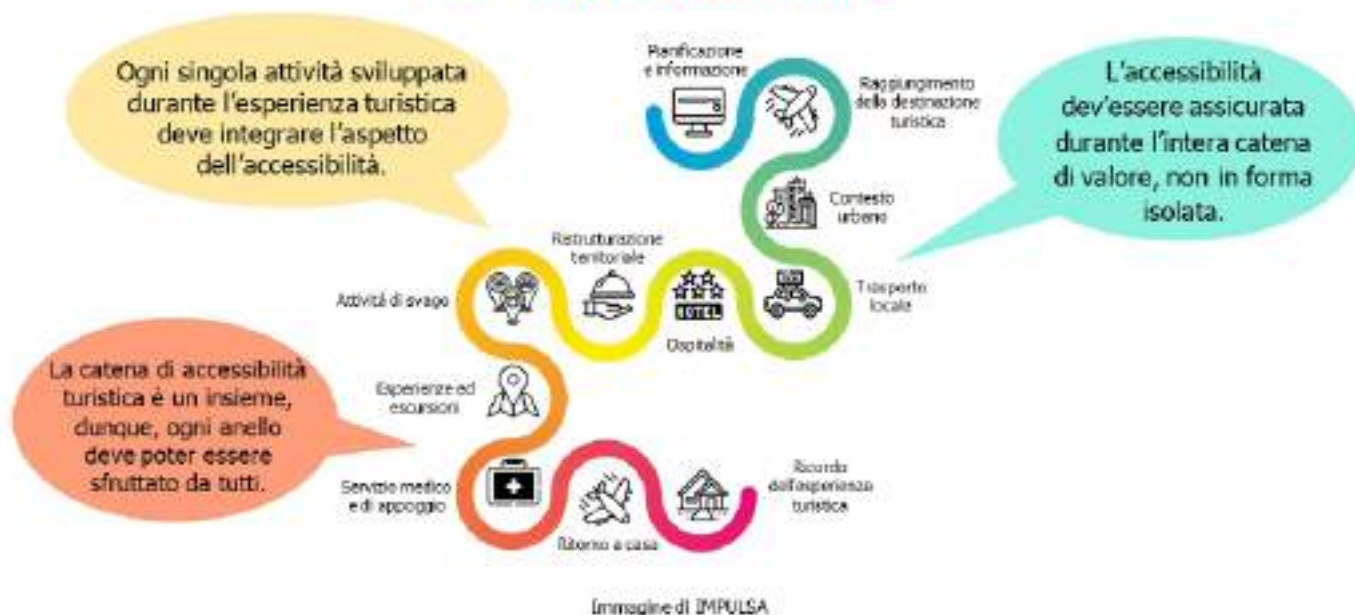 Ogni singola attività sviluppata
durante l'esperienza turistica
deve integrare l'aspetto
dell'accessibilità.
Pianificazione
e informazione
Raggiungimento
della destinazione
turistica
L'accessibilità
dev'essere assicurata
durante l'intera catena
di valore, non in forma
isolata.
Contesto
urbano
Ristrutturazione
territoriale
Attività di svago
HOTEL
Ospitalità
Trasporto
locale
La catena di accessibilità
turistica è un insieme,
dunque, ogni anello
deve poter essere
sfruttato da tutti.
Esperienze ed
escursioni
Servizio medico
e di appoggio
Ritorno a casa
Ricordo
dell'esperienza
turistica
Immagine di IMPULSA